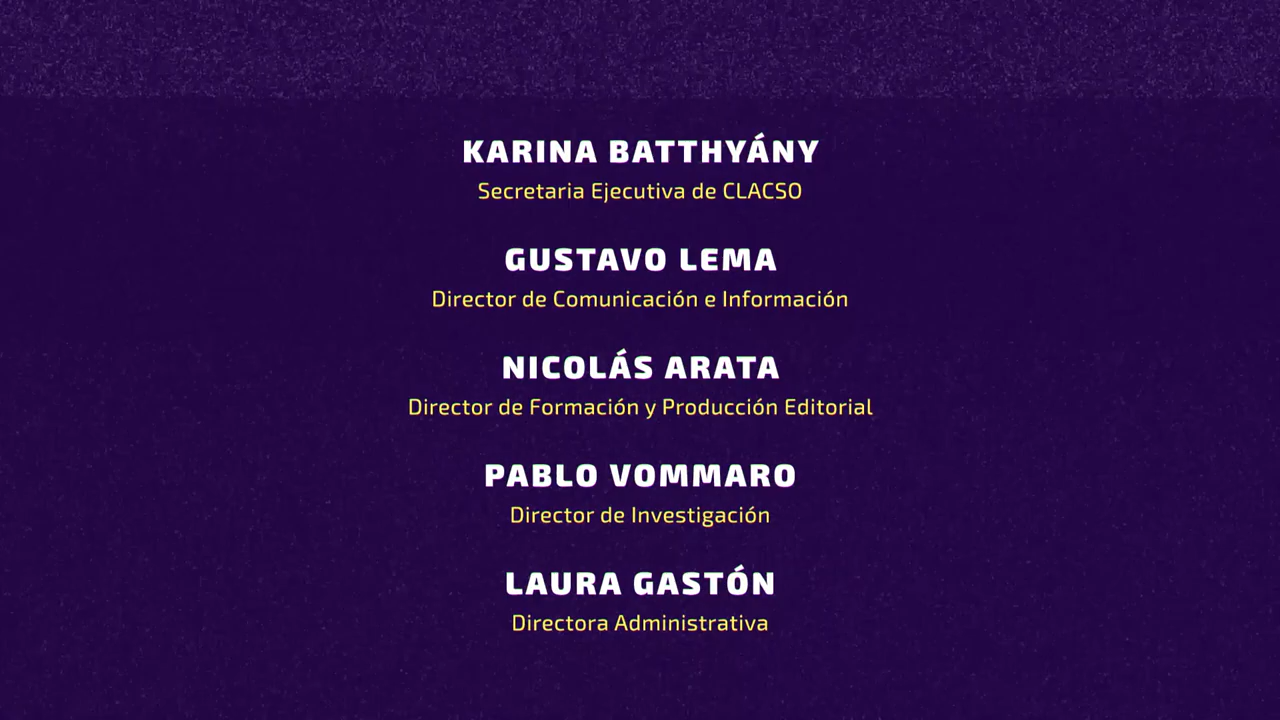 KARINA BATTHYÁNY
Secretaria Ejecutiva de CLACSO
GUSTAVO LEMA
Director de Comunicación e Información
NICOLÁS ARATA
Director de Formación y Producción Editorial
PABLO VOMMARO
Director de Investigación
LAURA GASTÓN
Directora Administrativa